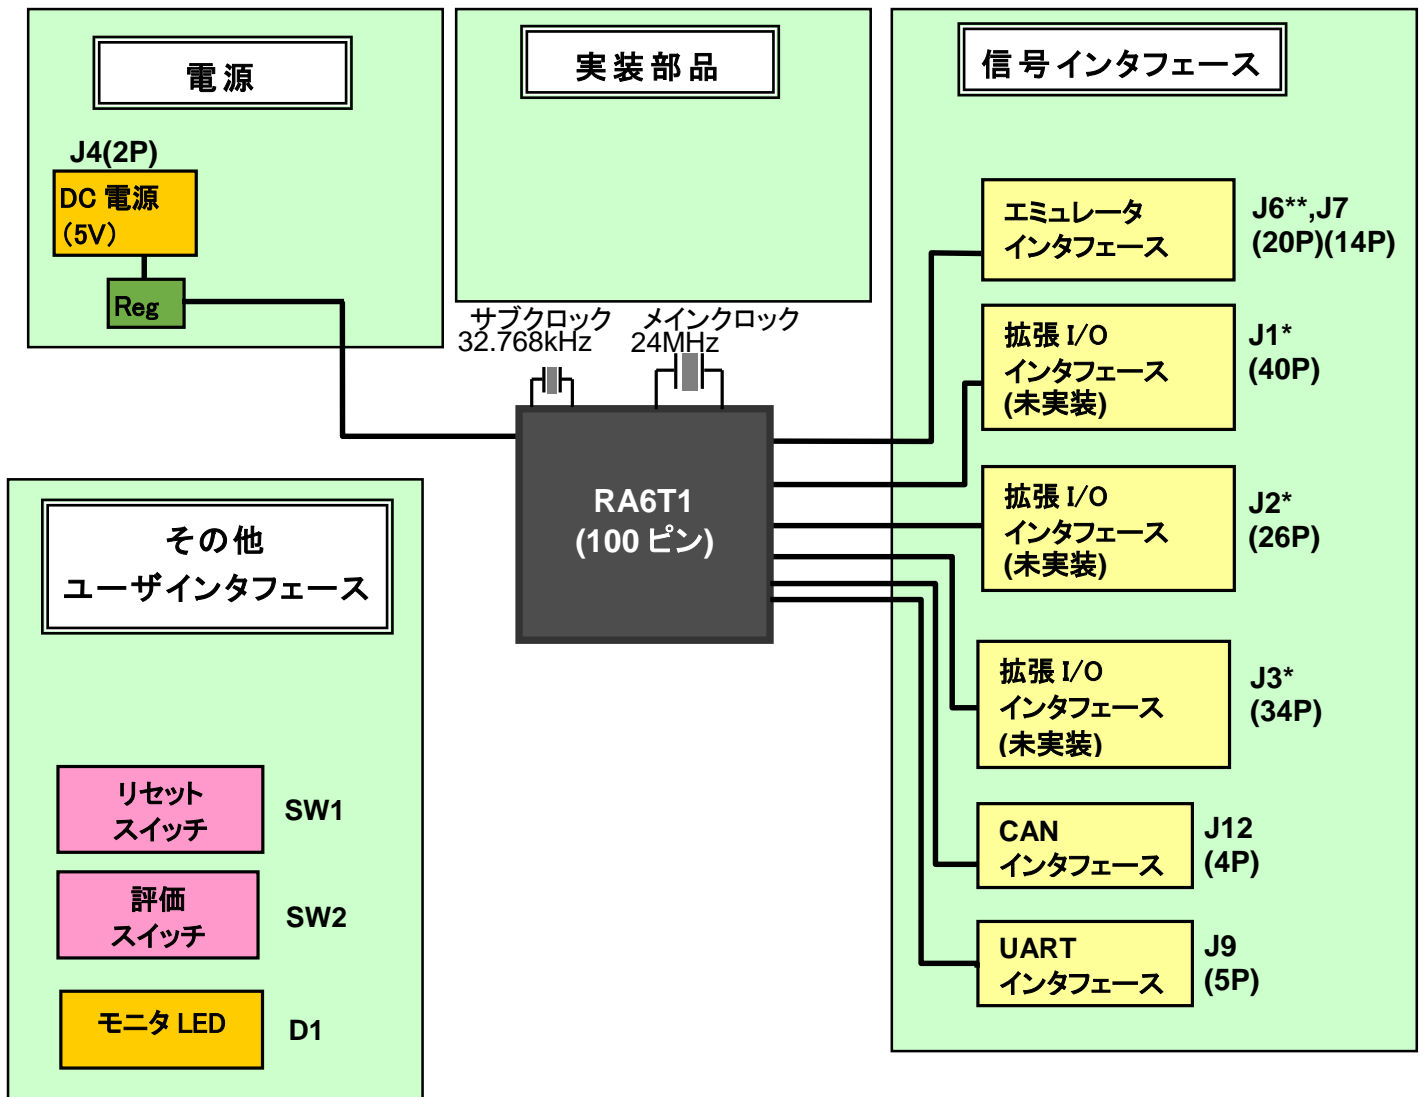 電源
J4(2P)
DC 電源
(5V)
Reg
実装部品
サブクロック
32.768kHz
メインクロック
24MHz
RA6T1
(100 ピン)
信号インタフェース
エミュレータ
インタフェース
J6**,J7
(20P)(14P)
拡張 I/O
インタフェース
(未実装)
J1*
(40P)
拡張 I/O
インタフェース
(未実装)
J2*
(26P)
拡張 I/O
インタフェース
(未実装)
J3*
(34P)
CAN
インタフェース
J12
(4P)
UART
インタフェース
J9
(5P)
その他
ユーザインタフェース
リセット
スイッチ
SW1
評価
スイッチ
SW2
モニタ LED
D1